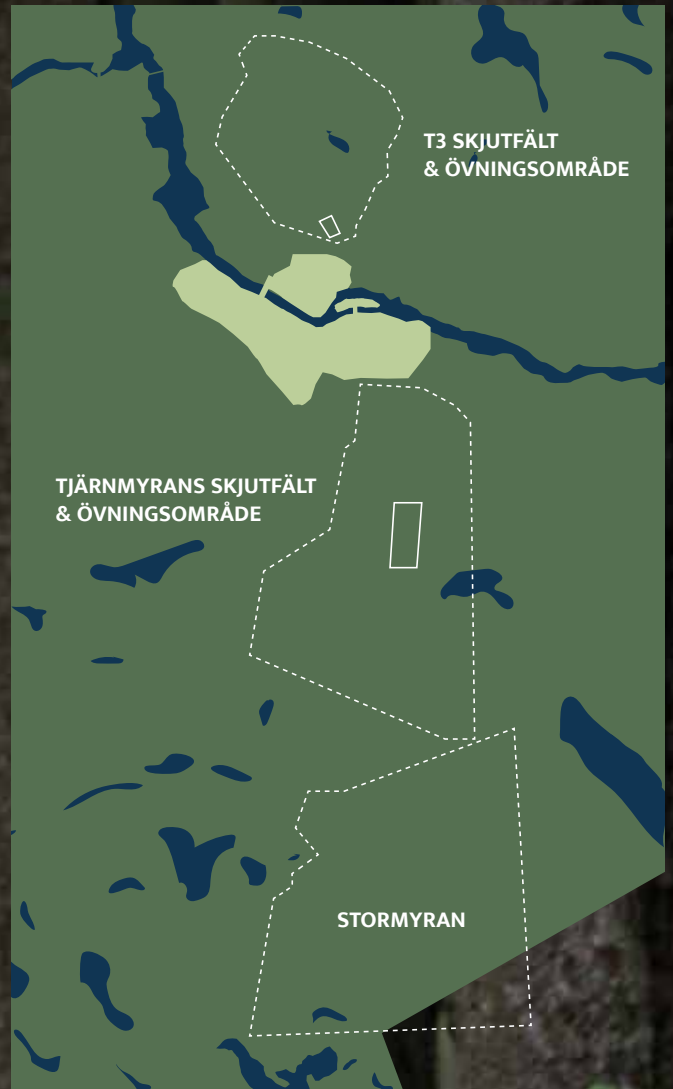 T3 SKJUTFÄLT
& ÖVNINGSOMRÅDE
TJÄRNMYRANS SKJUTFÄLT
& ÖVNINGSOMRÅDE
STORMYRAN